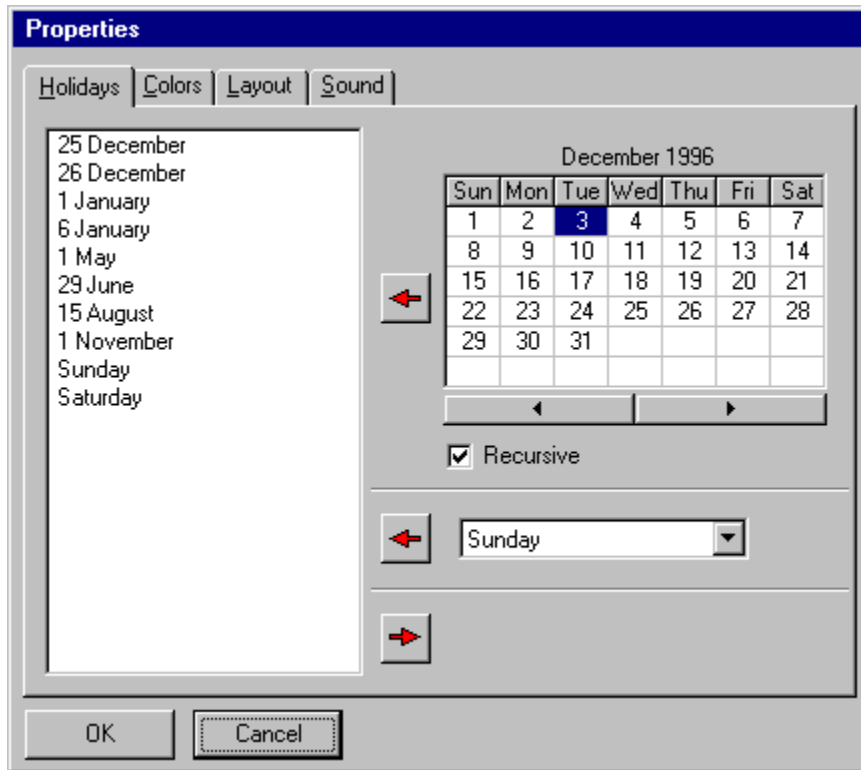 Properties
Holidays Colors Layout Sound
25 December
26 December
1 January
6 January
1 May
29 June
15 August
1 November
Sunday
Saturday
December 1996
Sun Mon Tue Wed Thu Fri Sat
1 2 3 4 5 6 7
8 9 10 11 12 13 14
15 16 17 18 19 20 21
22 23 24 25 26 27 28
29 30 31
Recursive
Sunday
OK Cancel